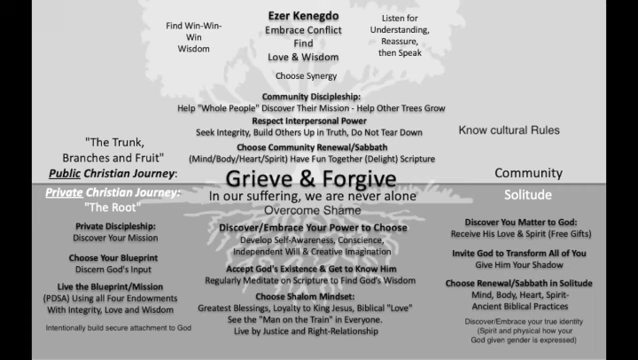 Ezer Kenegdo
Embrace Conflict
Find
Love & Wisdom
Choose Synergy
Find Win-Win-
Win
Wisdom
Listen for
Understanding,
Reassure,
then Speak
Community Discipleship:
Help "Whole People" Discover Their Mission - Help Other Trees Grow
Respect Interpersonal Power
Seek Integrity, Build Others Up in Truth, Do Not Tear Down
Choose Community Renewal/Sabbath
(Mind/Body/Heart/Spirit) Have Fun Together (Delight) Scripture
Know cultural Rules
"The Trunk,
Branches and Fruit"
Public Christian Journey:
Community
Grieve & Forgive
Private Christian Journey:
"The Root"
In our suffering, we are never alone
Overcome Shame
Solitude
Private Discipleship:
Discover Your Mission
Choose Your Blueprint
Discern God's Input
Live the Blueprint/Mission
(PDSA) Using all Four Endowments
With Integrity, Love and Wisdom
Intentionally build secure attachment to God
Discover/Embrace Your Power to Choose
Develop Self-Awareness, Conscience,
Independent Will & Creative Imagination
Accept God's Existence & Get to Know Him
Regularly Meditate on Scripture to Find God's Wisdom
Choose Shalom Mindset:
Greatest Blessings, Loyalty to King Jesus, Biblical "Love"
See the "Man on the Train" in Everyone.
Live by Justice and Right-Relationship
Discover You Matter to God:
Receive His Love & Spirit (Free Gifts)
Invite God to Transform All of You
Give Him Your Shadow
Choose Renewal/Sabbath in Solitude
Mind, Body, Heart, Spirit-
Ancient Biblical Practices
Discover/Embrace your true identity
(Spirit and physical how your
God given gender is expressed)